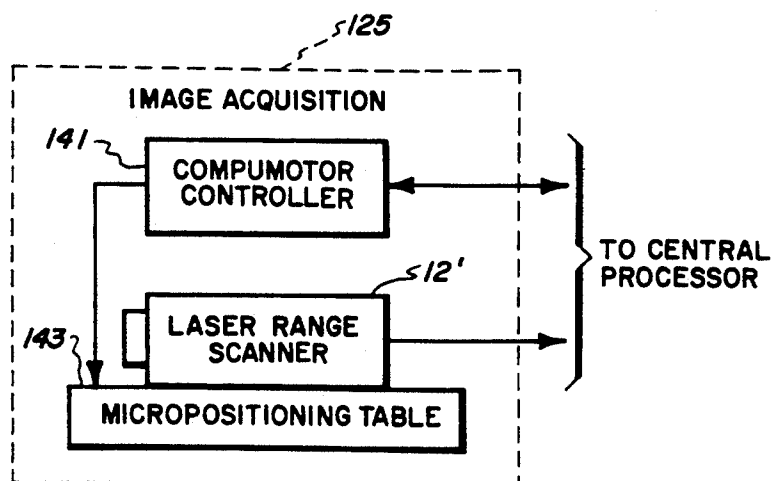 125
IMAGE ACQUISITION
141
COMPUMOTOR
CONTROLLER
TO CENTRAL
PROCESSOR
12'
LASER RANGE
SCANNER
143
MICROPOSITIONING TABLE